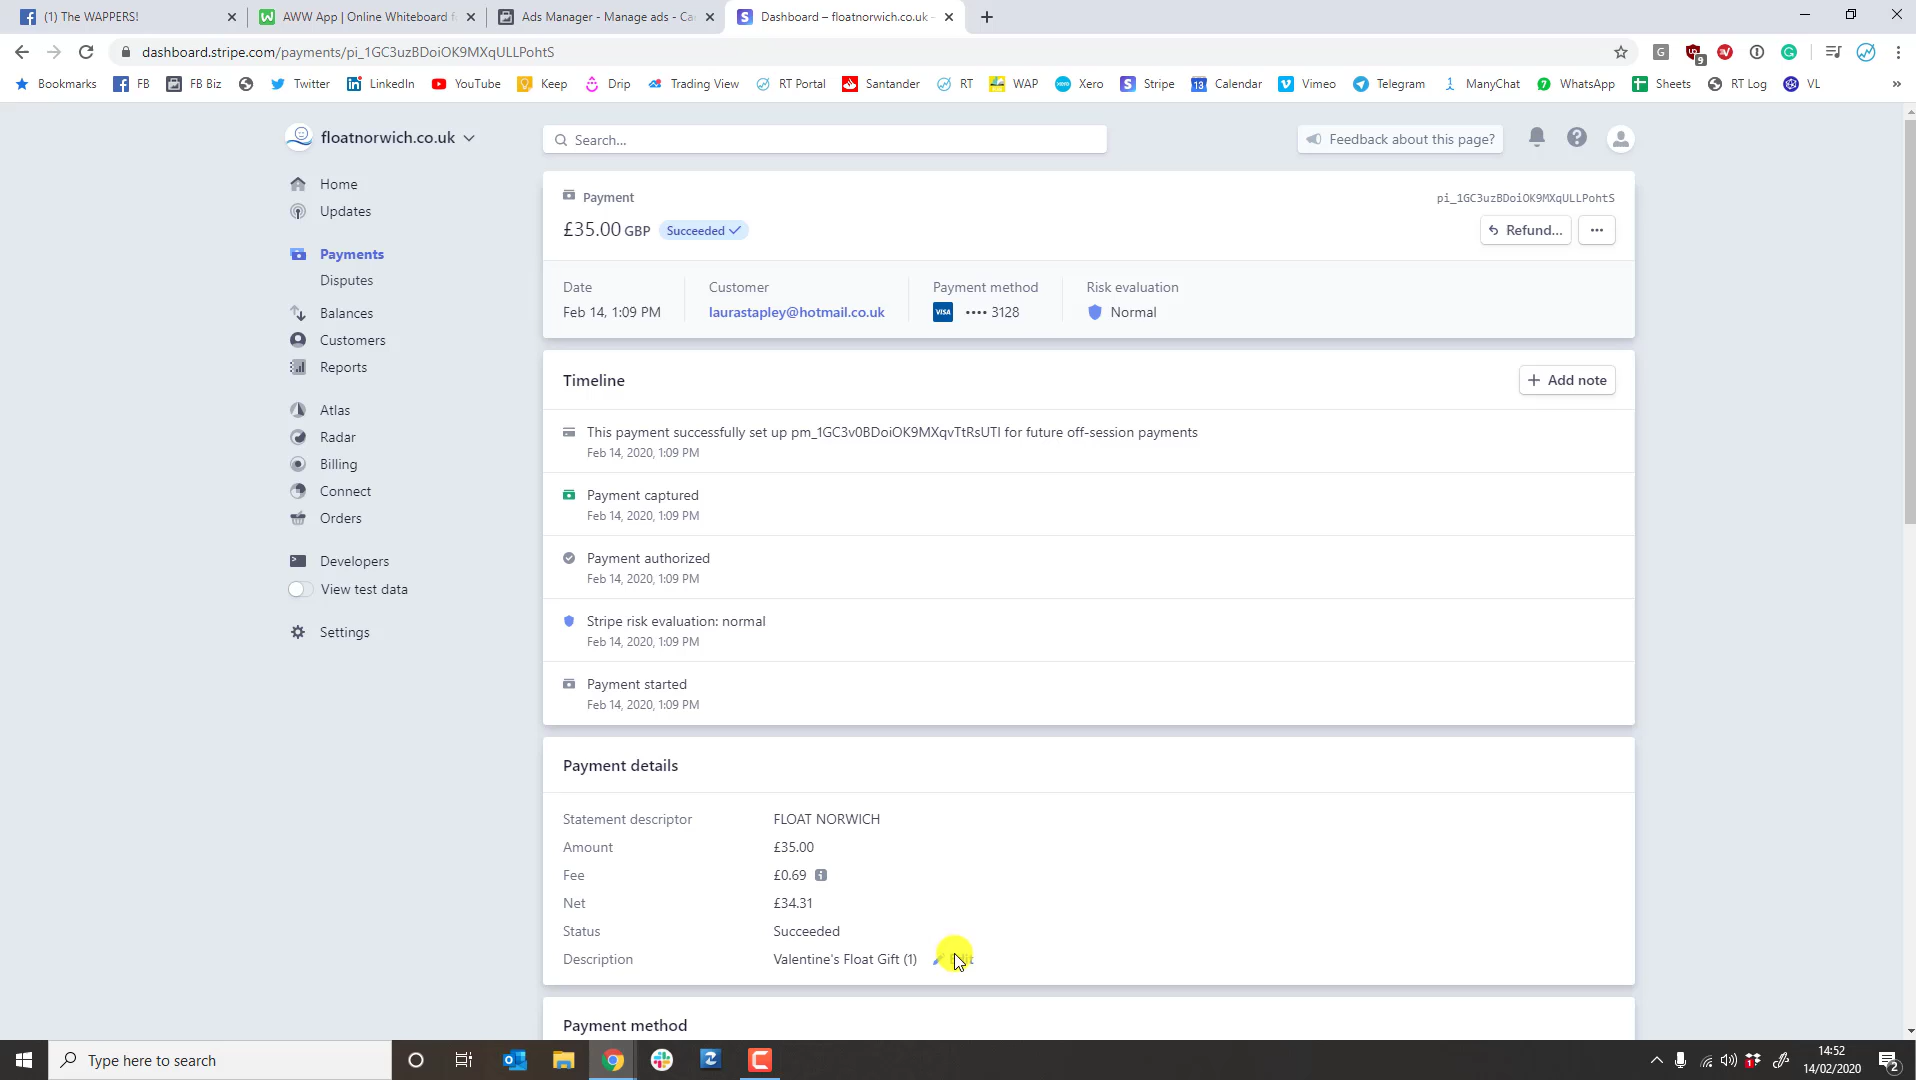 (1) The WAPPERS!
AWW App | Online Whiteboard f
Ads Manager - Manage ads - Ca
Dashboard – floatnorwich.co.uk –
dashboard.stripe.com/payments/pi_1GC3uzBDoiOK9MXqULLPohtS
Bookmarks FB FB Biz Twitter LinkedIn YouTube Keep Drip Trading View RT Portal Santander RT WAP Xero Stripe Calendar Vimeo Telegram ManyChat WhatsApp Sheets RT Log VL »
floatnorwich.co.uk
Search...
Feedback about this page?
Home
Updates
Payments
Disputes
Balances
Customers
Reports
Atlas
Radar
Billing
Connect
Orders
Developers
View test data
Settings
Payment
pi_1GC3uzBDoiOK9MXqULLPohtS
£35.00 GBP Succeeded
Refund...
Date
Feb 14, 1:09 PM
Customer
laurastapley@hotmail.co.uk
Payment method
VISA •••• 3128
Risk evaluation
Normal
Timeline
Add note
This payment successfully set up pm_1GC3v0BDoiOK9MXqvTtRsUTI for future off-session payments
Feb 14, 2020, 1:09 PM
Payment captured
Feb 14, 2020, 1:09 PM
Payment authorized
Feb 14, 2020, 1:09 PM
Stripe risk evaluation: normal
Feb 14, 2020, 1:09 PM
Payment started
Feb 14, 2020, 1:09 PM
Payment details
Statement descriptor FLOAT NORWICH
Amount £35.00
Fee £0.69
Net £34.31
Status Succeeded
Description Valentine's Float Gift (1)
Payment method
Type here to search
14:52
14/02/2020
2